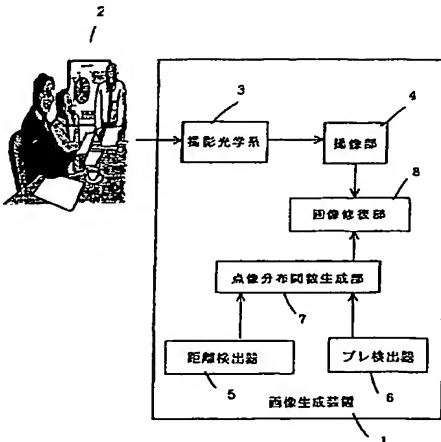 2
3
4
撮影光学系
撮像部
8
画像修復部
点像分布関数生成部
7
距離検出器
ブレ検出器
5
6
画像生成装置
1